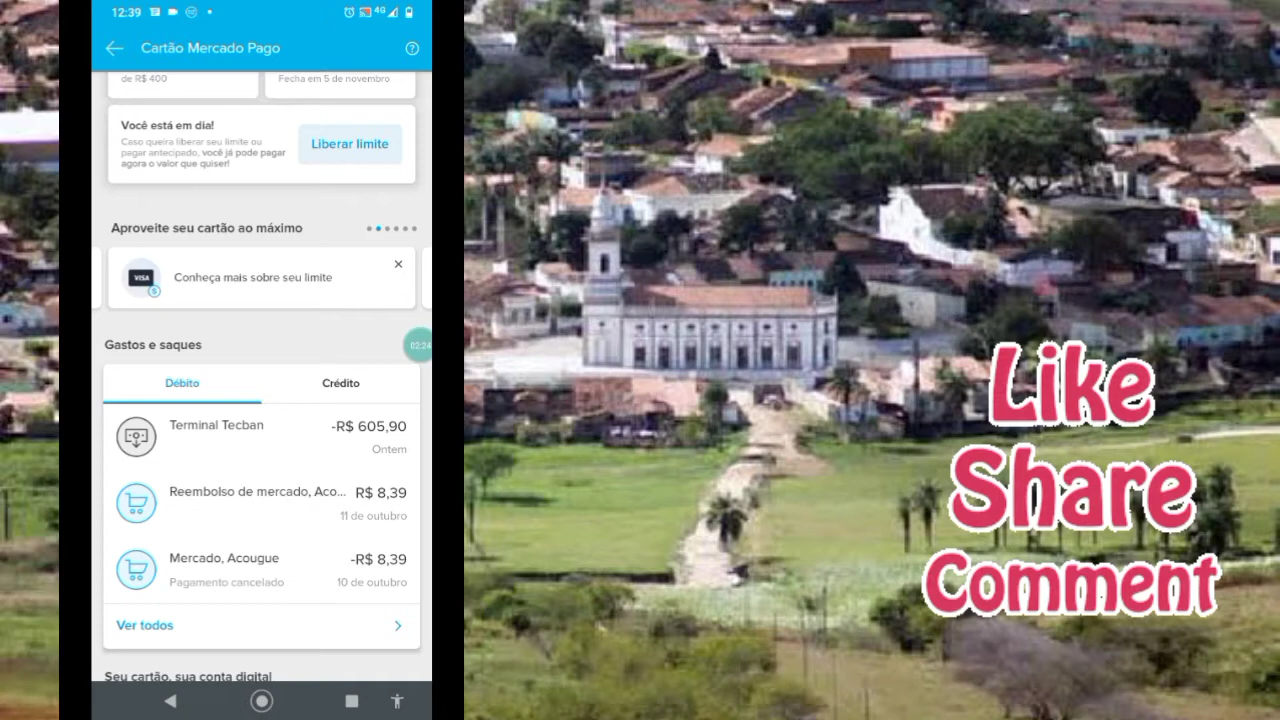 12:39
4G
Cartão Mercado Pago
de R$ 400
Fecha em 5 de novembro
Você está em dia!
Caso queira liberar seu limite ou
pagar antecipado, você já pode pagar
agora o valor que quiser!
Liberar limite
Aproveite seu cartão ao máximo
VISA
Conheça mais sobre seu limite
Gastos e saques
02:24
Débito
Crédito
Terminal Tecban
-R$ 605,90
Ontem
Reembolso de mercado, Aco...
R$ 8,39
11 de outubro
Mercado, Acougue
-R$ 8,39
Pagamento cancelado
10 de outubro
Ver todos
Seu cartão, sua conta digital
Like
Share
Comment